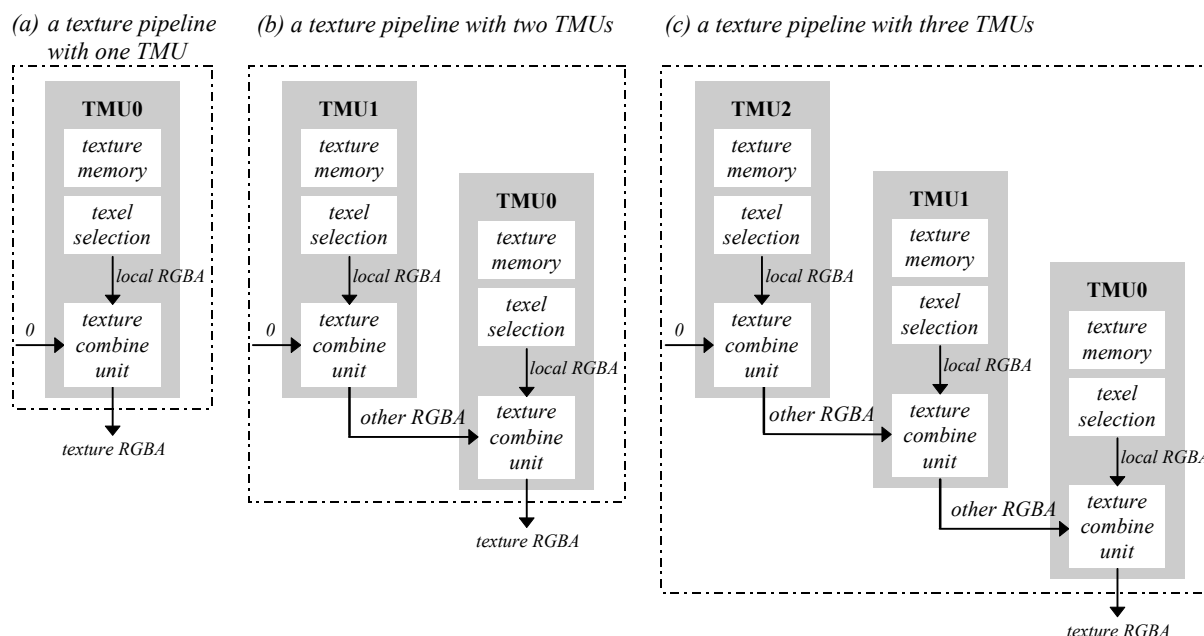 (a) a texture pipeline
with one TMU
TMU0
texture
memory
texel
selection
local RGBA
0
texture
combine
unit
texture RGBA
(b) a texture pipeline with two TMUs
TMU1
texture
memory
texel
selection
local RGBA
0
texture
combine
unit
other RGBA
TMU0
texture
memory
texel
selection
local RGBA
texture
combine
unit
texture RGBA
(c) a texture pipeline with three TMUs
TMU2
texture
memory
texel
selection
local RGBA
0
texture
combine
unit
other RGBA
TMU1
texture
memory
texel
selection
local RGBA
texture
combine
unit
other RGBA
TMU0
texture
memory
texel
selection
local RGBA
texture
combine
unit
texture RGBA